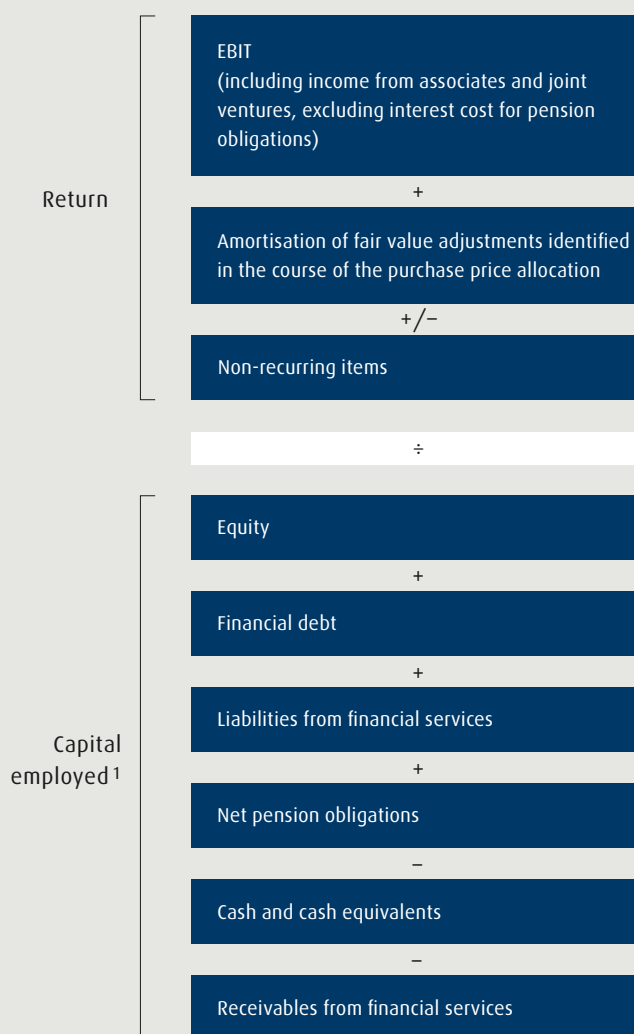 Return
EBIT
(including income from associates and joint
ventures, excluding interest cost for pension
obligations)
+
Amortisation of fair value adjustments identified
in the course of the purchase price allocation
+/−
Non-recurring items
÷
Capital
employed 1
Equity
+
Financial debt
+
Liabilities from financial services
+
Net pension obligations
−
Cash and cash equivalents
−
Receivables from financial services